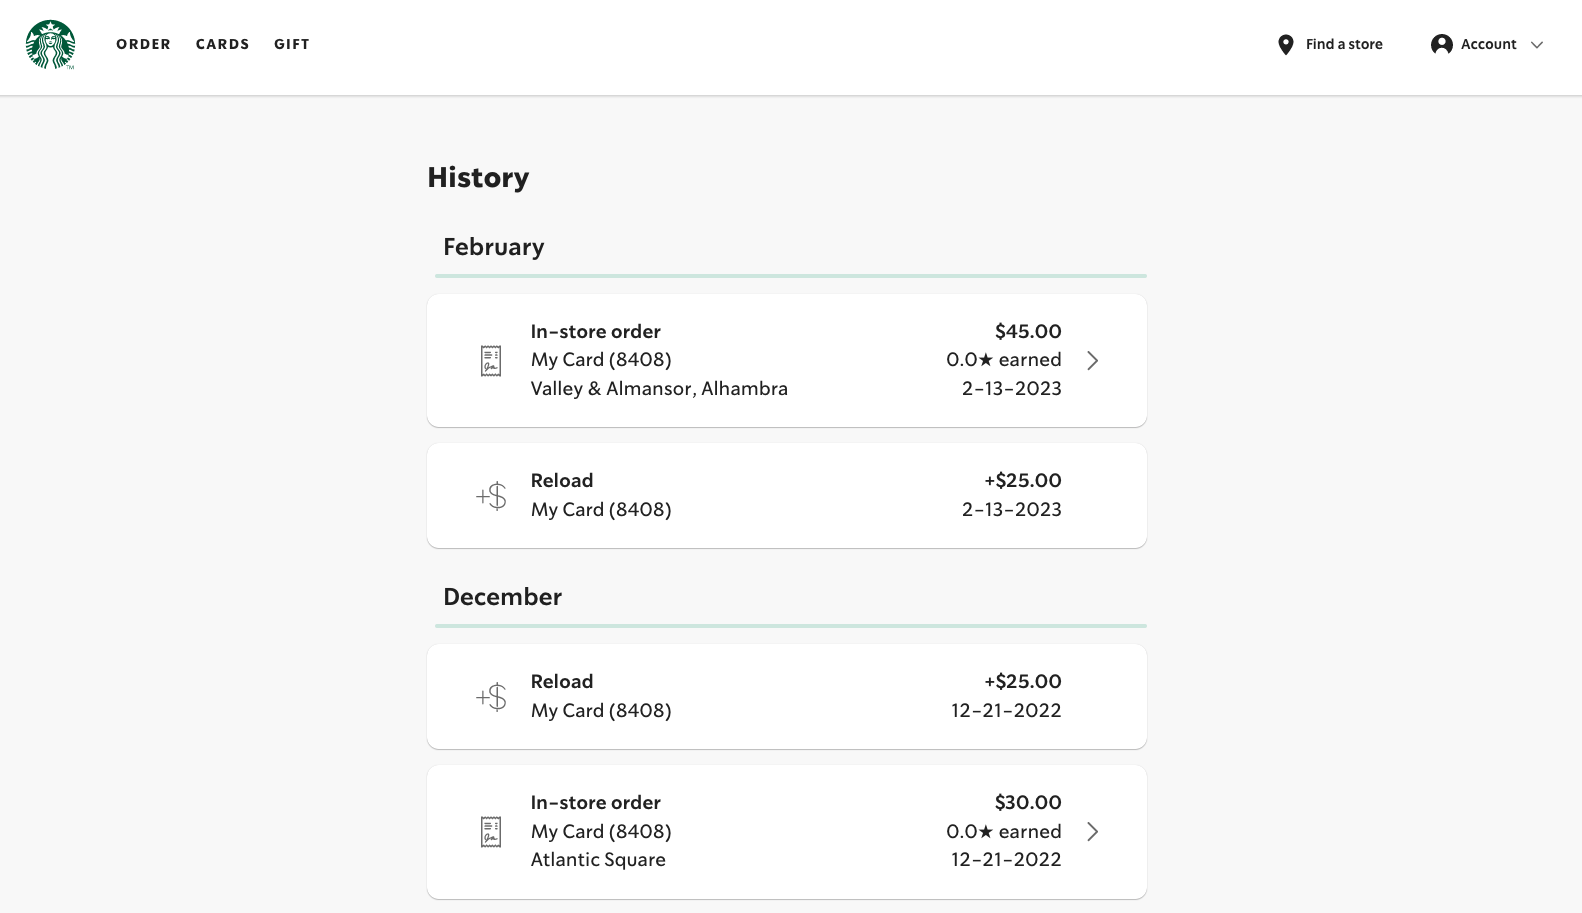 ORDER CARDS GIFT Find a store Account
TM
History
February
In-store order $45.00
My Card (8408) 0.0★ earned
Valley & Almansor, Alhambra 2-13-2023
Reload +$25.00
My Card (8408) 2-13-2023
December
Reload +$25.00
My Card (8408) 12-21-2022
In-store order $30.00
My Card (8408) 0.0★ earned
Atlantic Square 12-21-2022